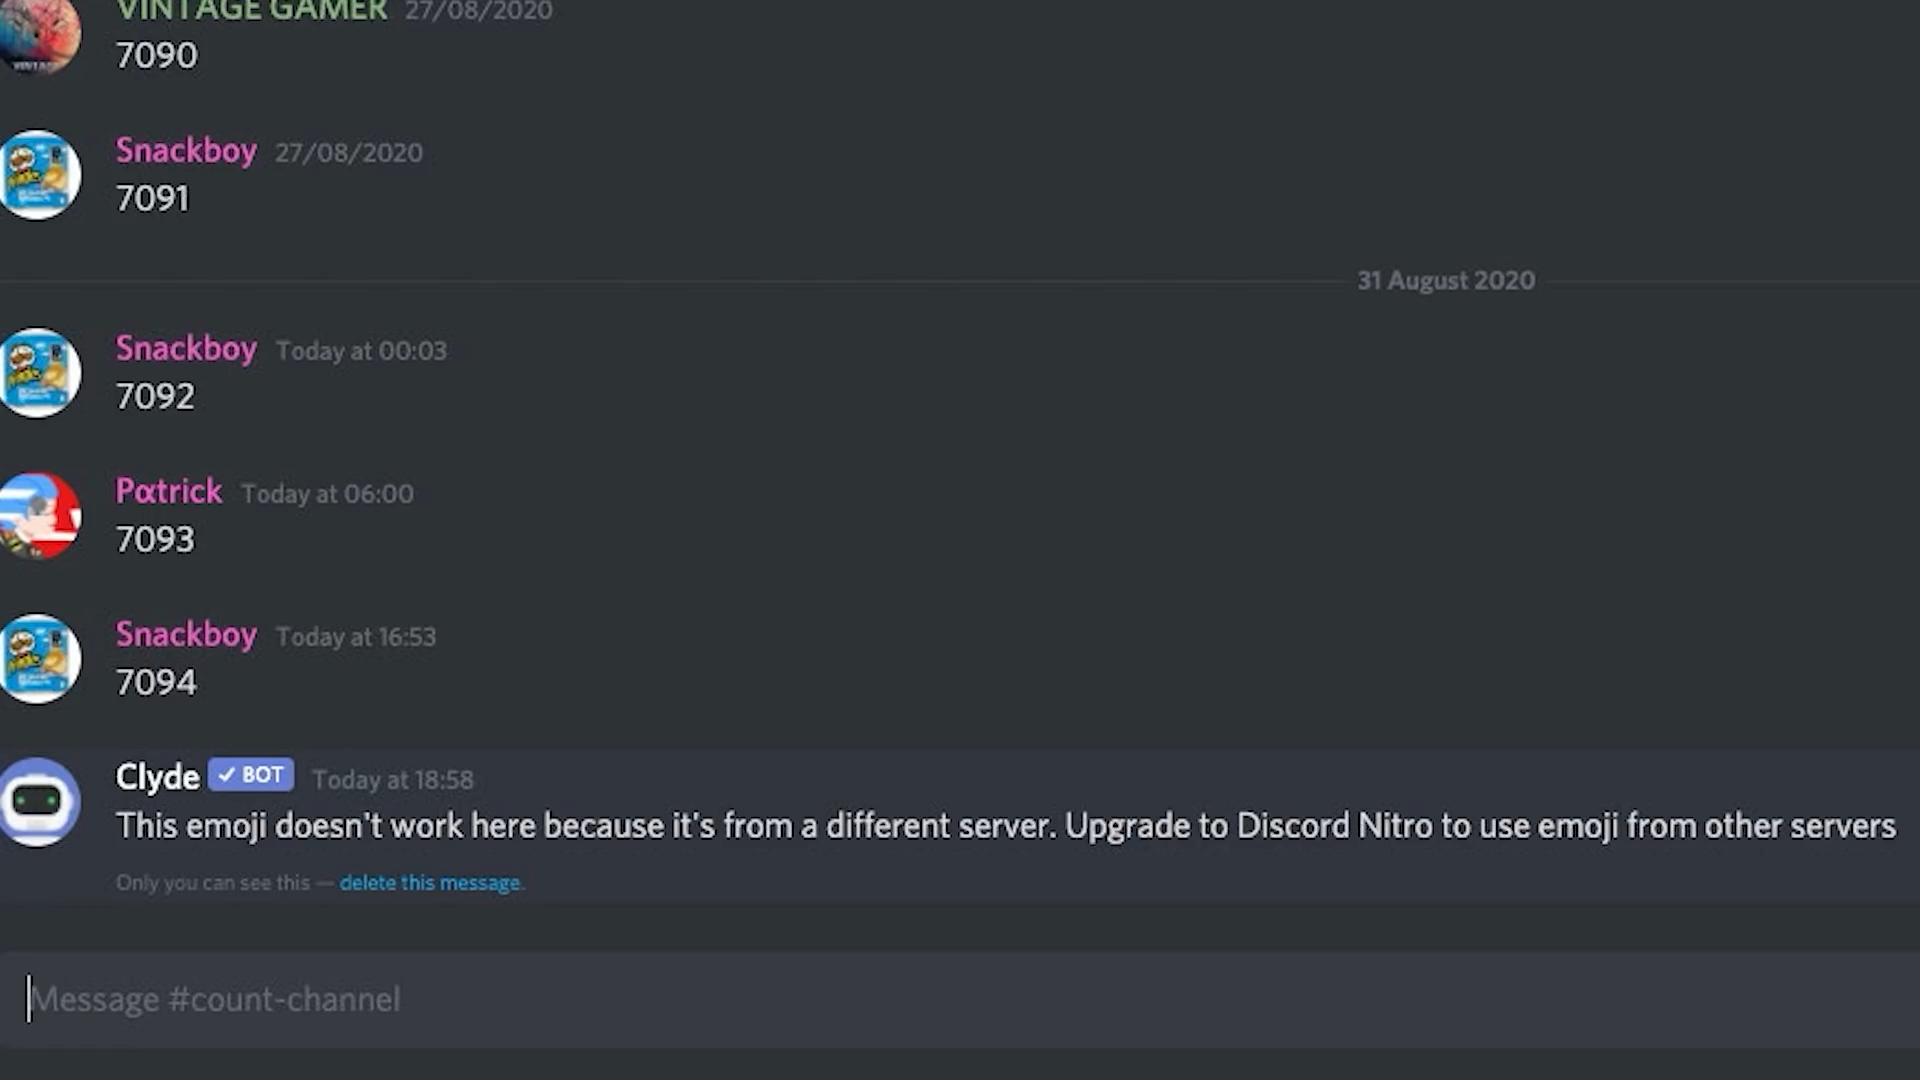 VINTAGE GAMER 27/08/2020
7090
Snackboy 27/08/2020
7091
31 August 2020
Snackboy Today at 00:03
7092
Pαtrick Today at 06:00
7093
Snackboy Today at 16:53
7094
Clyde ✓ BOT Today at 18:58
This emoji doesn't work here because it's from a different server. Upgrade to Discord Nitro to use emoji from other servers
Only you can see this — delete this message.
Message #count-channel